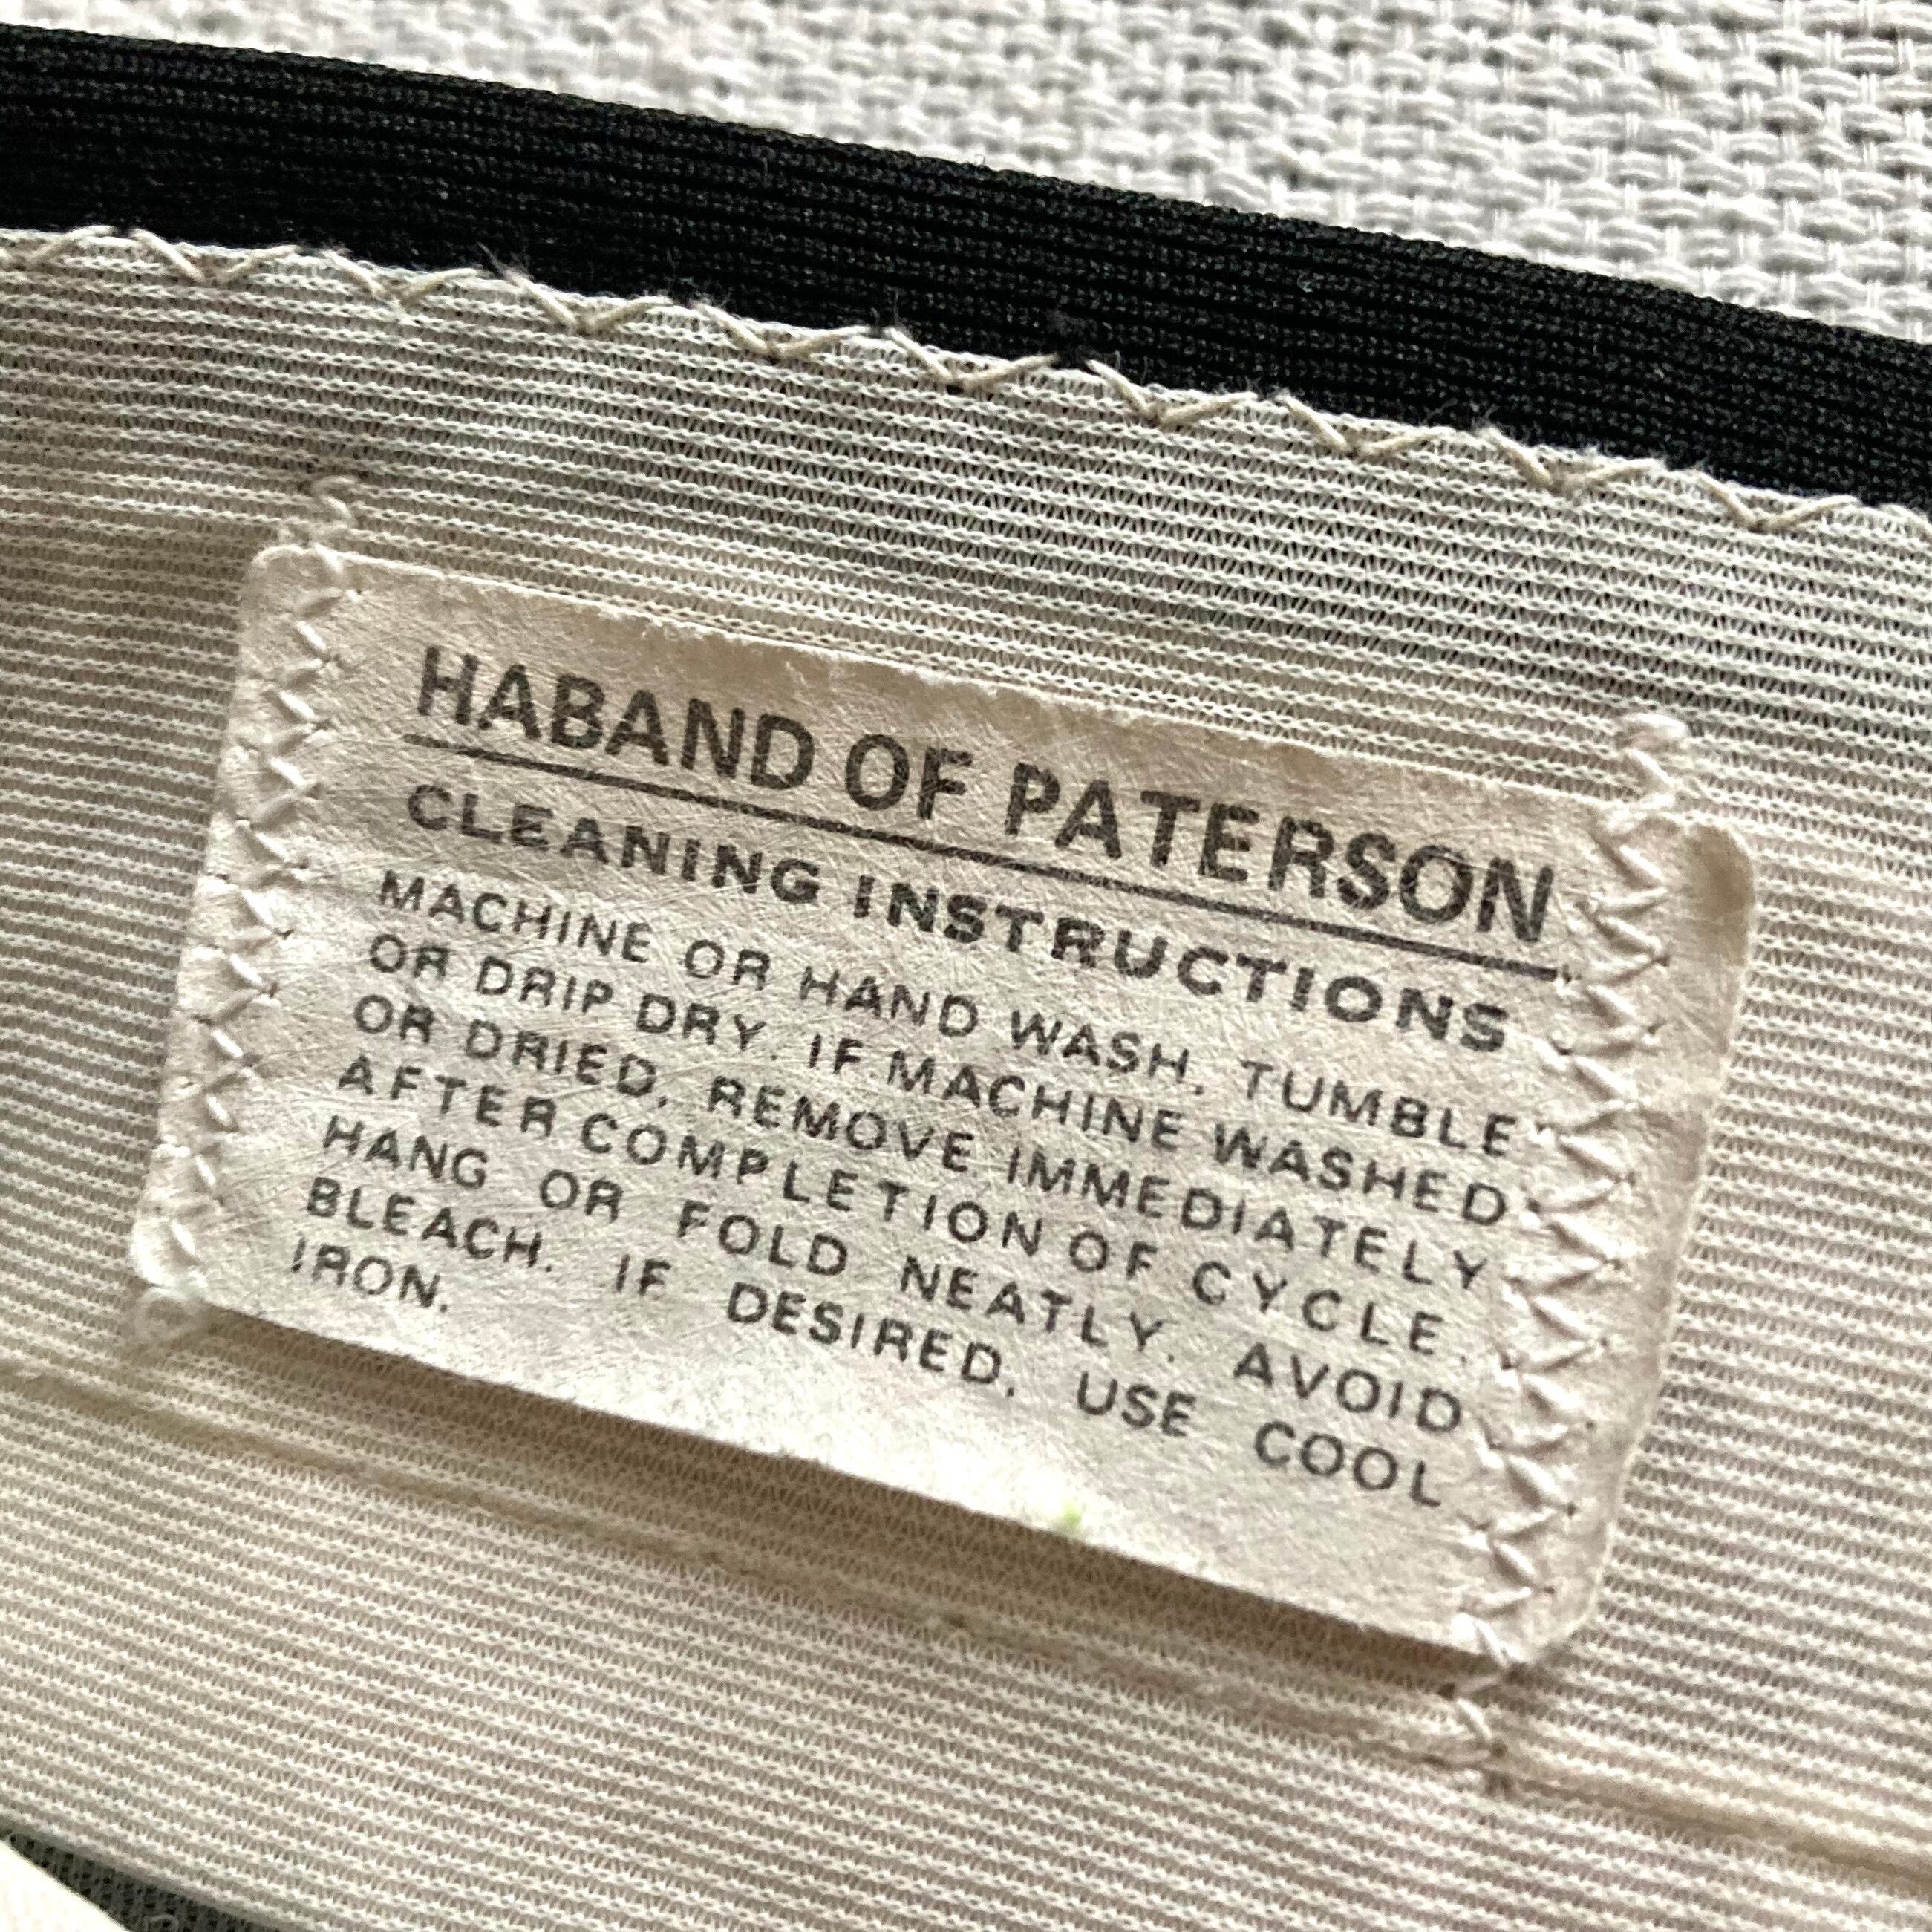 HABAND OF PATERSON
CLEANING INSTRUCTIONS
MACHINE OR HAND WASH, TUMBLE
OR DRIP DRY. IF MACHINE WASHED
OR DRIED, REMOVE IMMEDIATELY
AFTER COMPLETION OF CYCLE.
HANG OR FOLD NEATLY. AVOID
BLEACH. IF DESIRED, USE COOL
IRON.